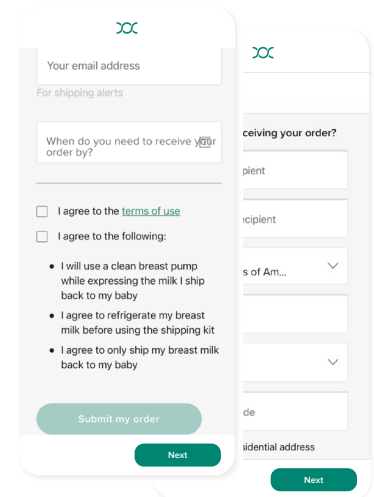 Your email address
For shipping alerts
When do you need to receive your
order by?
I agree to the terms of use
I agree to the following:
• I will use a clean breast pump
while expressing the milk I ship
back to my baby
• I agree to refrigerate my breast
milk before using the shipping kit
• I agree to only ship my breast milk
back to my baby
Submit my order
Next
ceiving your order?
pient
ecipient
s of Am...
de
sidential address
Next